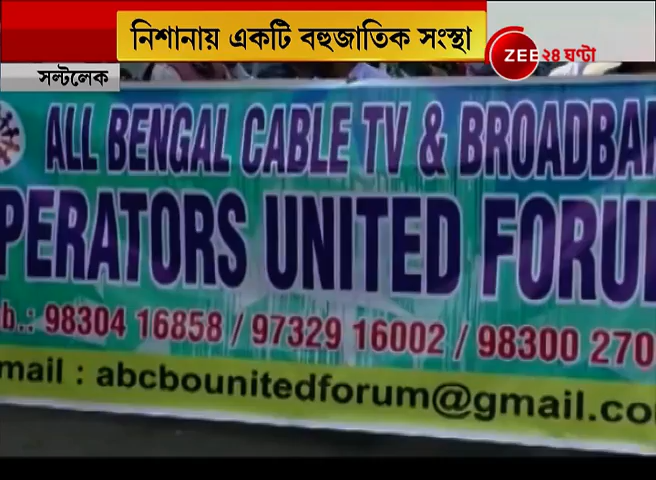 নিশানায় একটি বহুজাতিক সংস্থা
ZEE ২৪ ঘণ্টা
সল্টলেক
ALL BENGAL CABLE TV & BROADBAN
PERATORS UNITED FORUM
b.: 98304 16858 / 97329 16002 / 98300 270
mail : abcbounitedforum@gmail.co